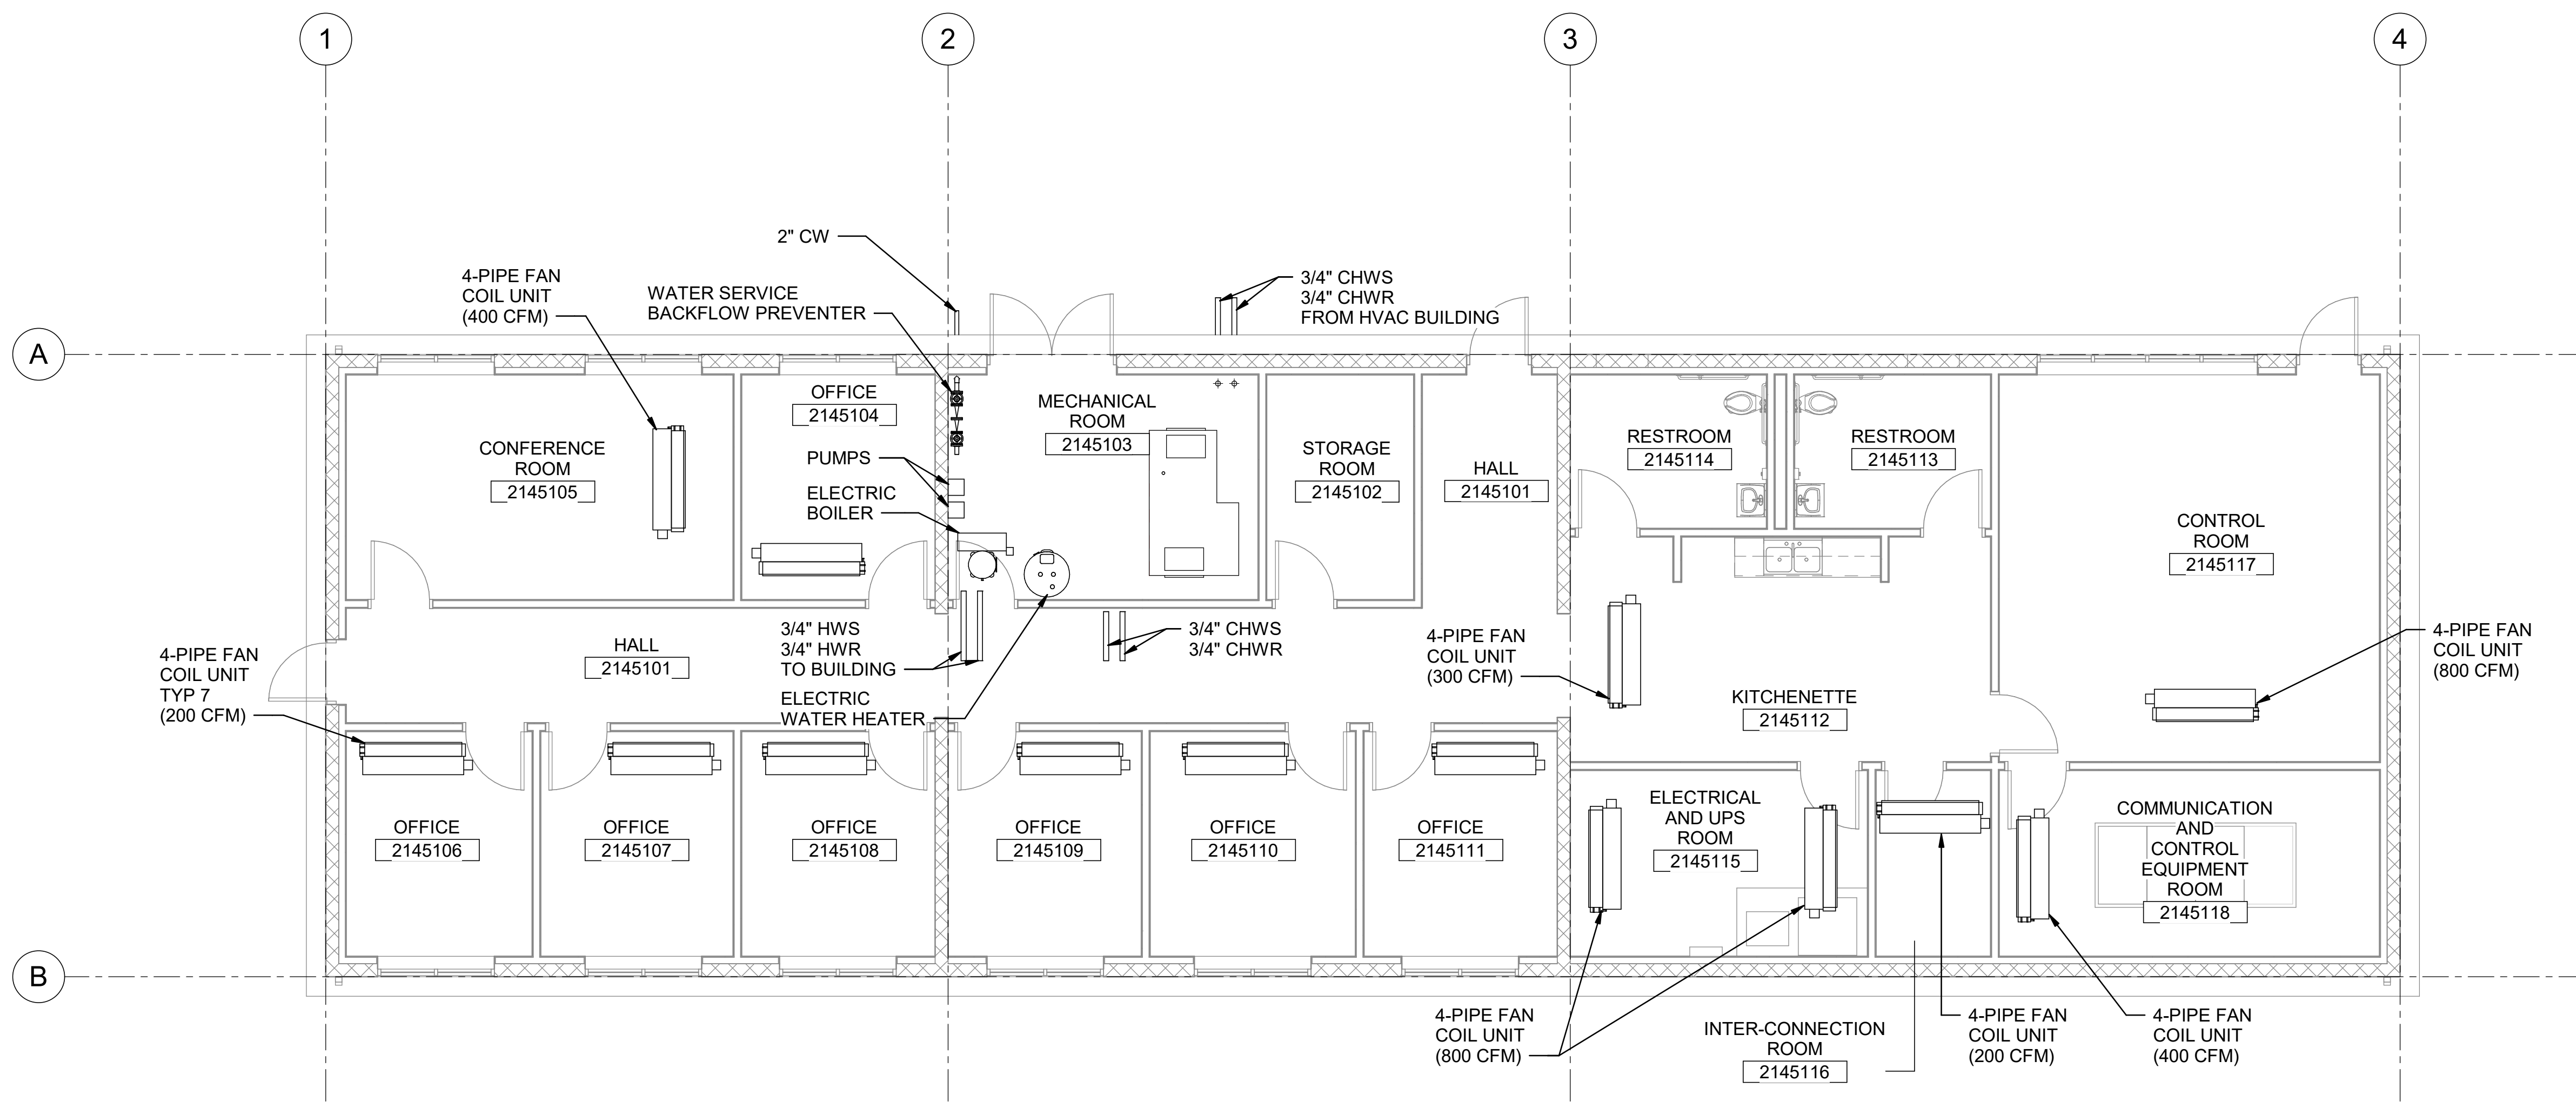 1
2
3
4
A
B
2" CW
4-PIPE FAN
COIL UNIT
(400 CFM)
WATER SERVICE
BACKFLOW PREVENTER
3/4" CHWS
3/4" CHWR
FROM HVAC BUILDING
CONFERENCE
ROOM
2145105
OFFICE
2145104
PUMPS
ELECTRIC
BOILER
MECHANICAL
ROOM
2145103
STORAGE
ROOM
2145102
HALL
2145101
RESTROOM
2145114
RESTROOM
2145113
CONTROL
ROOM
2145117
4-PIPE FAN
COIL UNIT
TYP 7
(200 CFM)
HALL
2145101
3/4" HWS
3/4" HWR
TO BUILDING
ELECTRIC
WATER HEATER
3/4" CHWS
3/4" CHWR
4-PIPE FAN
COIL UNIT
(300 CFM)
KITCHENETTE
2145112
4-PIPE FAN
COIL UNIT
(800 CFM)
OFFICE
2145106
OFFICE
2145107
OFFICE
2145108
OFFICE
2145109
OFFICE
2145110
OFFICE
2145111
ELECTRICAL
AND UPS
ROOM
2145115
COMMUNICATION
AND
CONTROL
EQUIPMENT
ROOM
2145118
4-PIPE FAN
COIL UNIT
(800 CFM)
INTER-CONNECTION
ROOM
2145116
4-PIPE FAN
COIL UNIT
(200 CFM)
4-PIPE FAN
COIL UNIT
(400 CFM)